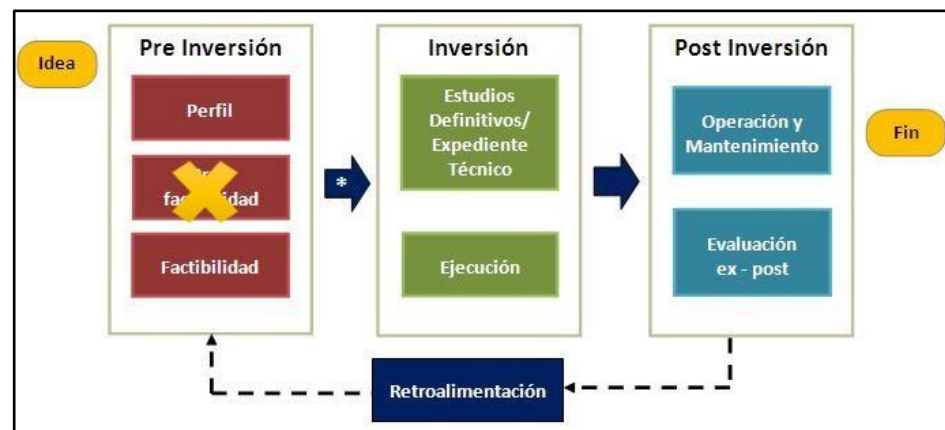 Idea
Pre Inversión
Perfil
Factibilidad
*
Inversión
Estudios
Definitivos/
Expediente
Técnico
Ejecución
Post Inversión
Operación y
Mantenimiento
Evaluación
ex - post
Fin
Retroalimentación